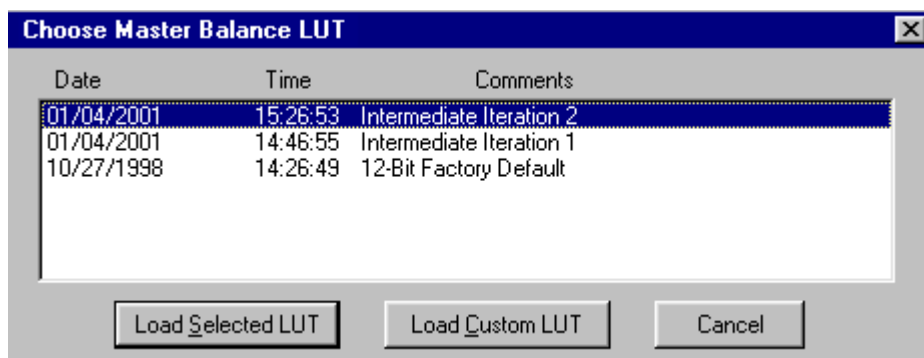 Choose Master Balance LUT
Date Time Comments
01/04/2001 15:26:53 Intermediate Iteration 2
01/04/2001 14:46:55 Intermediate Iteration 1
10/27/1998 14:26:49 12-Bit Factory Default
Load Selected LUT Load Custom LUT Cancel